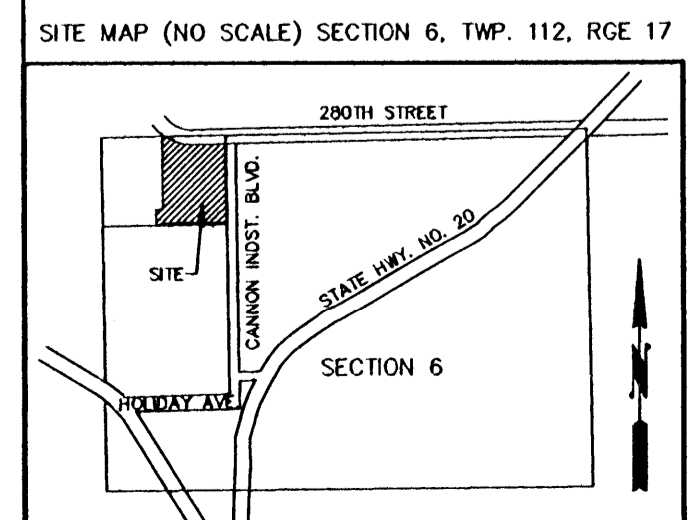 SITE MAP (NO SCALE) SECTION 6, TWP. 112, RGE 17
280TH STREET
CANNON INDST. BLVD.
STATE HWY. NO. 20
SITE
SECTION 6
N
HOLIDAY AVE.